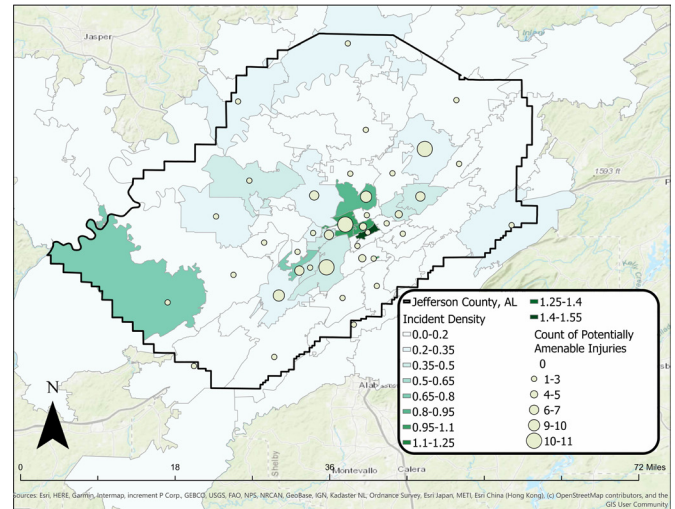 Jasper
1593 ft
Jefferson County, AL
Incident Density
0.0-0.2
0.2-0.35
0.35-0.5
0.5-0.65
0.65-0.8
0.8-0.95
0.95-1.1
1.1-1.25
1.25-1.4
1.4-1.55
Count of Potentially
Amenable Injuries
0
1-3
4-5
6-7
9-10
10-11
N
Shelby
Montevallo
Calera
0
18
36
72 Miles
Sources: Esri, HERE, Garmin, Intermap, increment P Corp., GEBCO, USGS, FAO, NPS, NRCAN, GeoBase, IGN, Kadaster NL, Ordnance Survey, Esri Japan, METI, Esri China (Hong Kong), (c) OpenStreetMap contributors, and the
GIS User Community